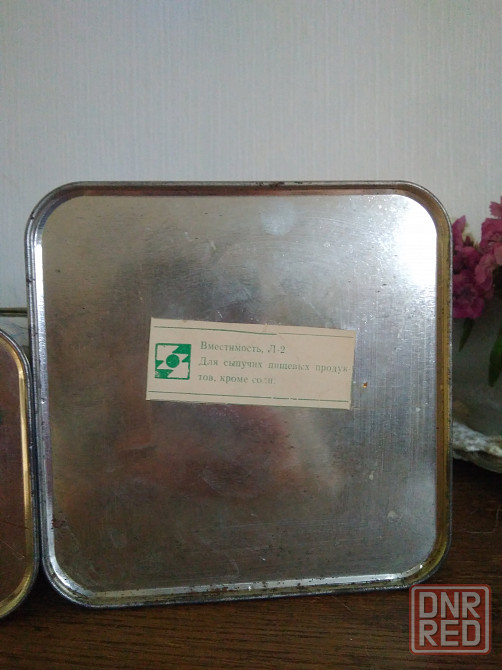 Вместимость, Л-2
Для сыпучих пищевых продук
тов, кроме соли.
DNR
RED